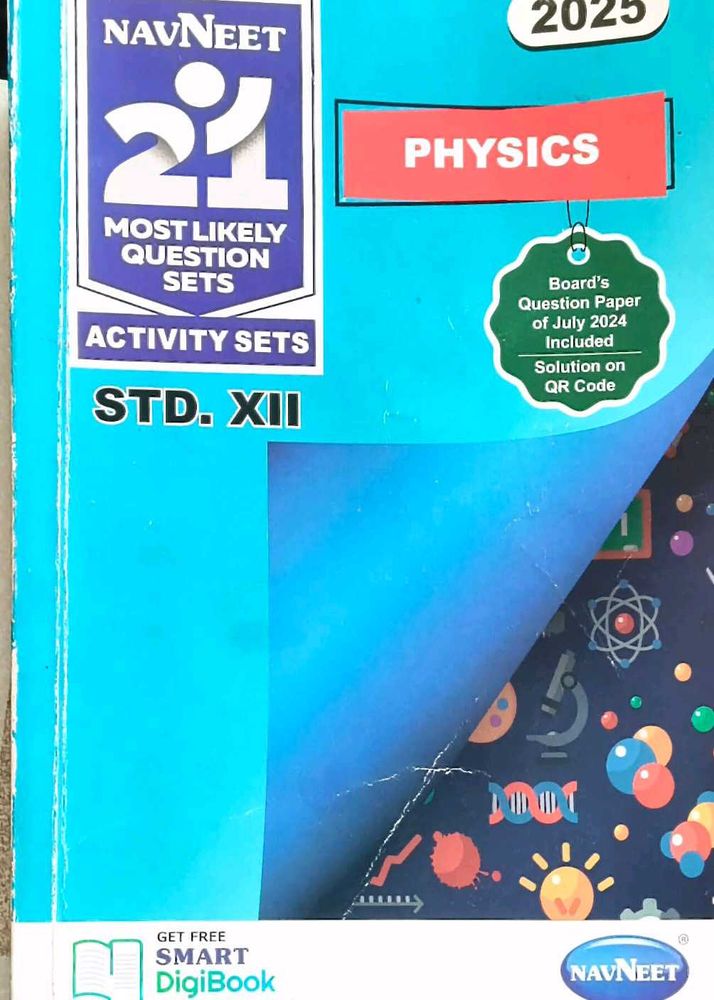 NAVNEET
21
MOST LIKELY
QUESTION
SETS
ACTIVITY SETS
STD. XII
2025
PHYSICS
Board's
Question Paper
of July 2024
Included
Solution on
QR Code
1
GET FREE
SMART
DigiBook
NAVNEET®